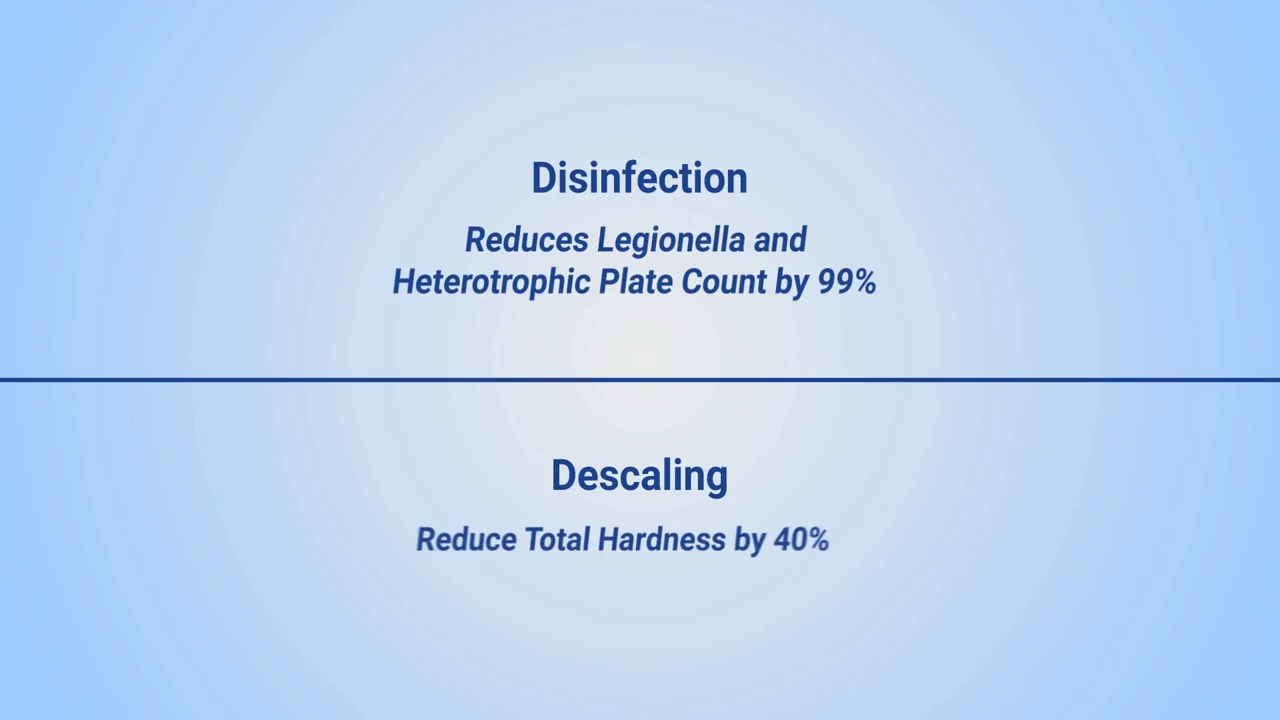 Disinfection
Reduces Legionella and
Heterotrophic Plate Count by 99%
Descaling
Reduce Total Hardness by 40%